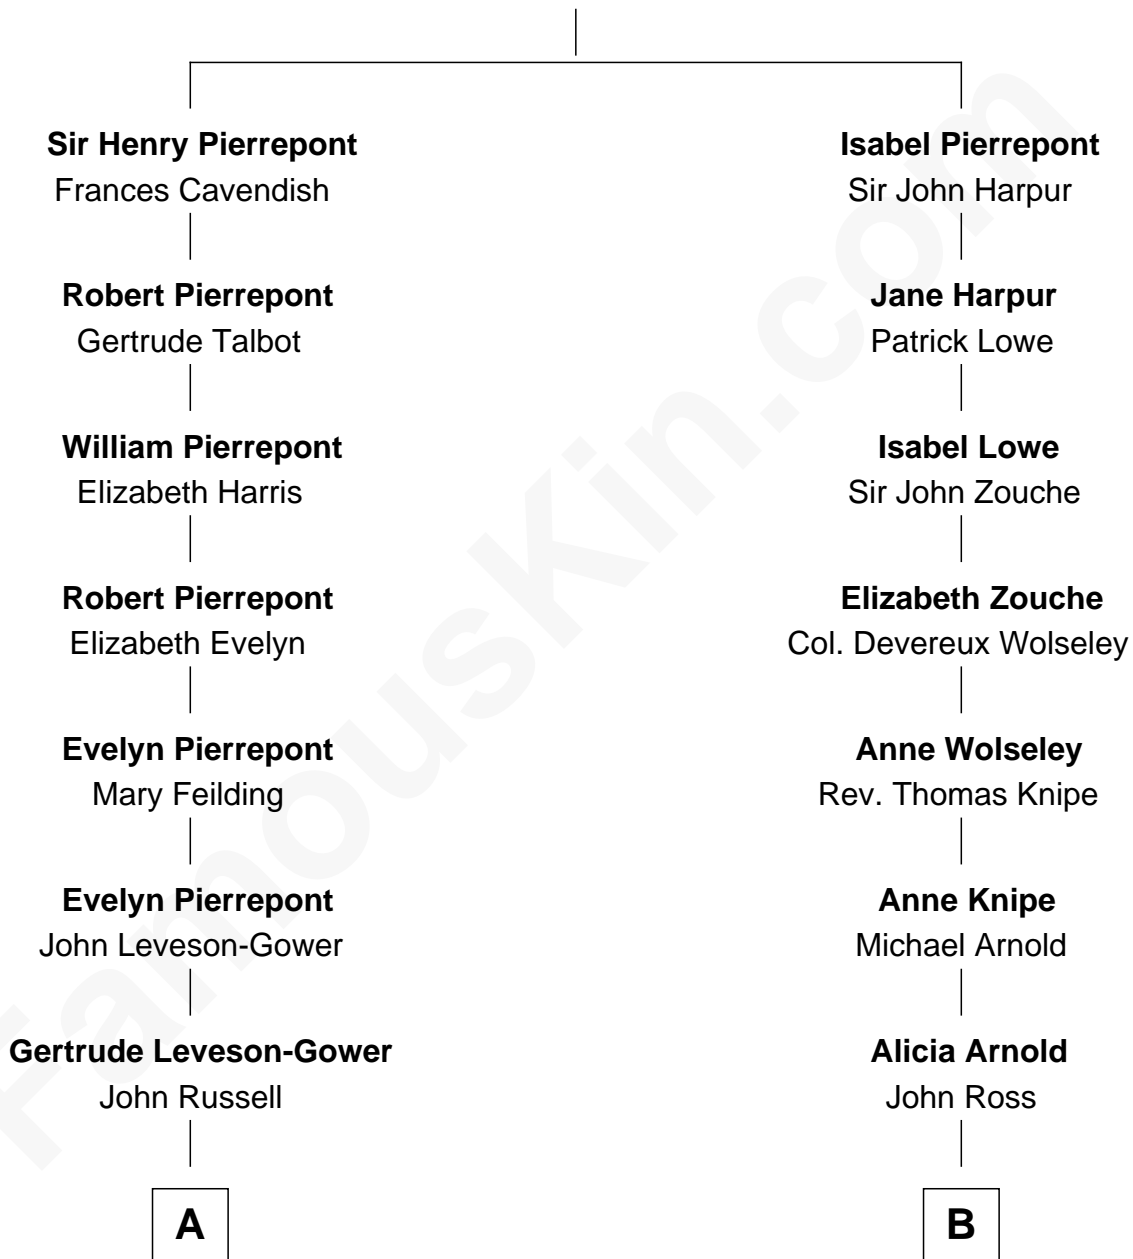 Sir Henry Pierrepont
Frances Cavendish
Robert Pierrepont
Gertrude Talbot
William Pierrepont
Elizabeth Harris
Robert Pierrepont
Elizabeth Evelyn
Evelyn Pierrepont
Mary Feilding
Evelyn Pierrepont
John Leveson-Gower
Gertrude Leveson-Gower
John Russell
A
Isabel Pierrepont
Sir John Harpur
Jane Harpur
Patrick Lowe
Isabel Lowe
Sir John Zouche
Elizabeth Zouche
Col. Devereux Wolseley
Anne Wolseley
Rev. Thomas Knipe
Anne Knipe
Michael Arnold
Alicia Arnold
John Ross
B
FamousKin.com